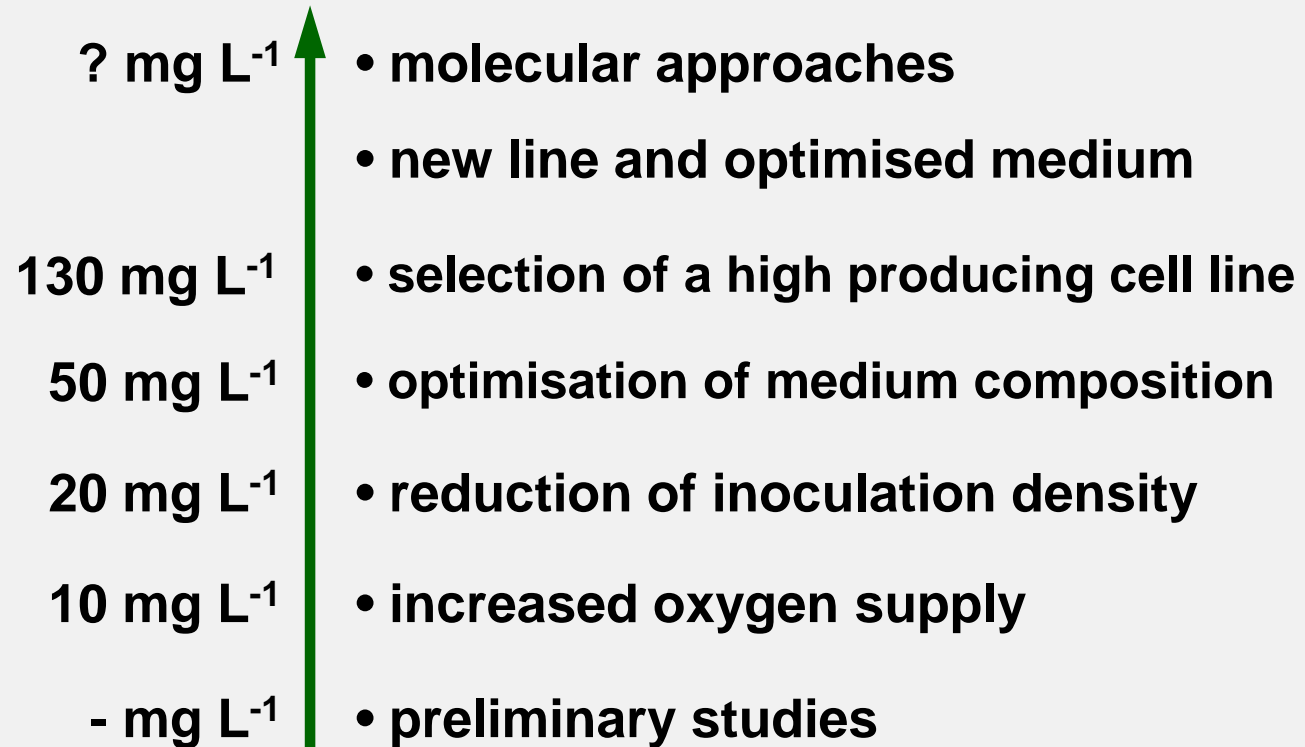 ? mg L-1 • molecular approaches
• new line and optimised medium
130 mg L-1 • selection of a high producing cell line
50 mg L-1 • optimisation of medium composition
20 mg L-1 • reduction of inoculation density
10 mg L-1 • increased oxygen supply
- mg L-1 • preliminary studies